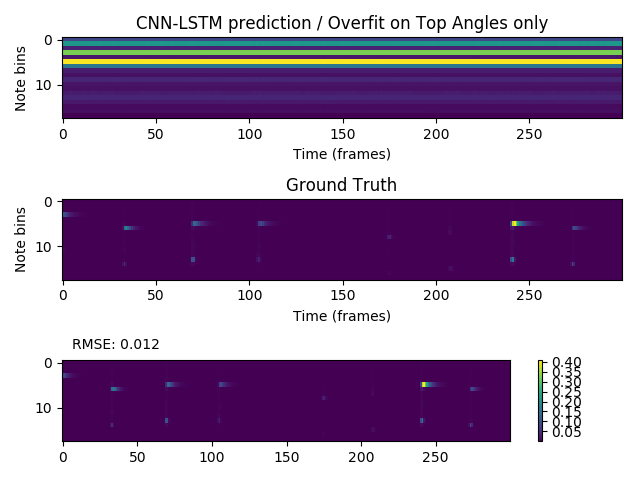 CNN-LSTM prediction / Overfit on Top Angles only
0
10
Note bins
0 50 100 150 200 250
Time (frames)
Ground Truth
0
10
Note bins
0 50 100 150 200 250
Time (frames)
RMSE: 0.012
0
10
0 50 100 150 200 250
0.40
0.35
0.30
0.25
0.20
0.15
0.10
0.05